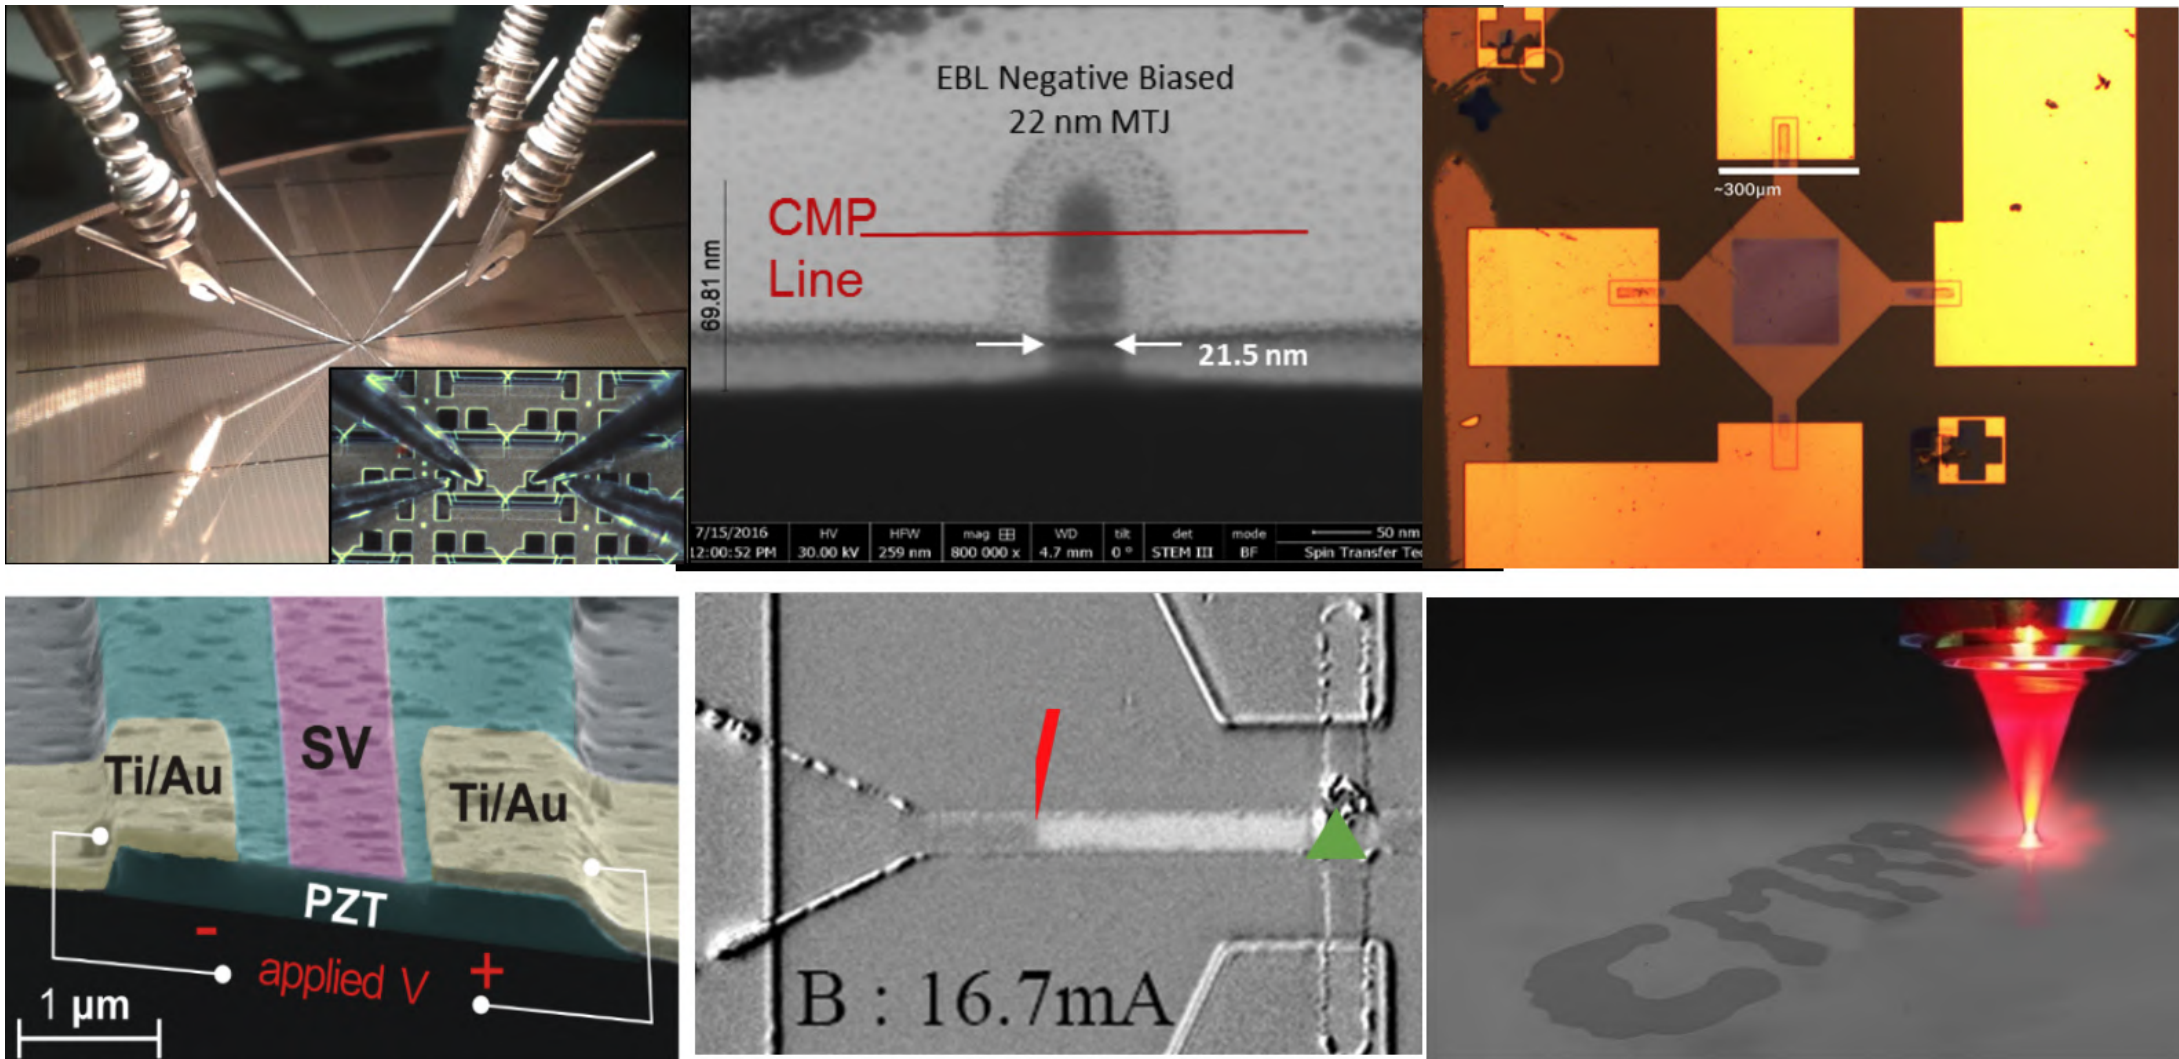 EBL Negative Biased
22 nm MTJ
CMP
Line
69.81 nm
21.5 nm
7/15/2016 HV HFW mag WD tilt det mode 50 nm
12:00:52 PM 30.00 kV 259 nm 800 000 x 4.7 mm 0 ° STEM III BF Spin Transfer Tec
~300µm
Ti/Au
SV
Ti/Au
PZT
-
applied V
+
1 µm
B : 16.7mA
CMRR